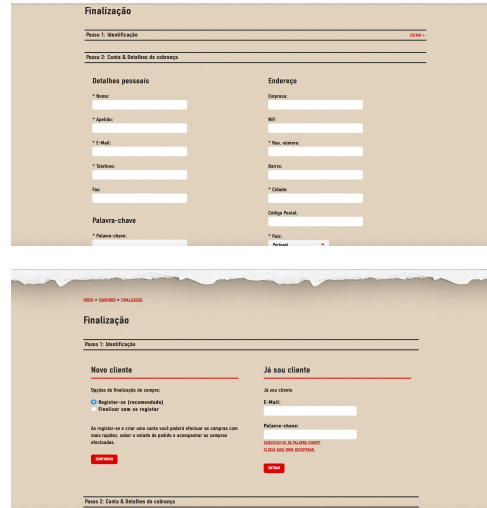 Finalização
Passo 1: Identificação
ENTRAR »
Passo 2: Conta & Detalhes de cobrança
Detalhes pessoais
* Nome:
* Apelido:
* E-Mail:
* Telefone:
Fax:
Palavra-chave
* Palavra-chave:
Endereço
Empresa:
NIF:
* Rua, número:
Bairro:
* Cidade:
Código Postal:
* País:
Portugal
INÍCIO » CARRINHO » FINALIZAÇÃO
Finalização
Passo 1: Identificação
Novo cliente
Opções de finalização de compra:
Registar-se (recomendado)
Finalizar sem se registar
Ao registar-se e criar uma conta você poderá efectuar as compras com
mais rapidez, saber o estado do pedido e acompanhar as compras
efectuadas.
CONTINUAR
Já sou cliente
Já sou cliente
E-Mail:
Palavra-chave:
ESQUECEU-SE DA PALAVRA-CHAVE?
CLIQUE AQUI PARA RECUPERAR.
ENTRAR
Passo 2: Conta & Detalhes de cobrança